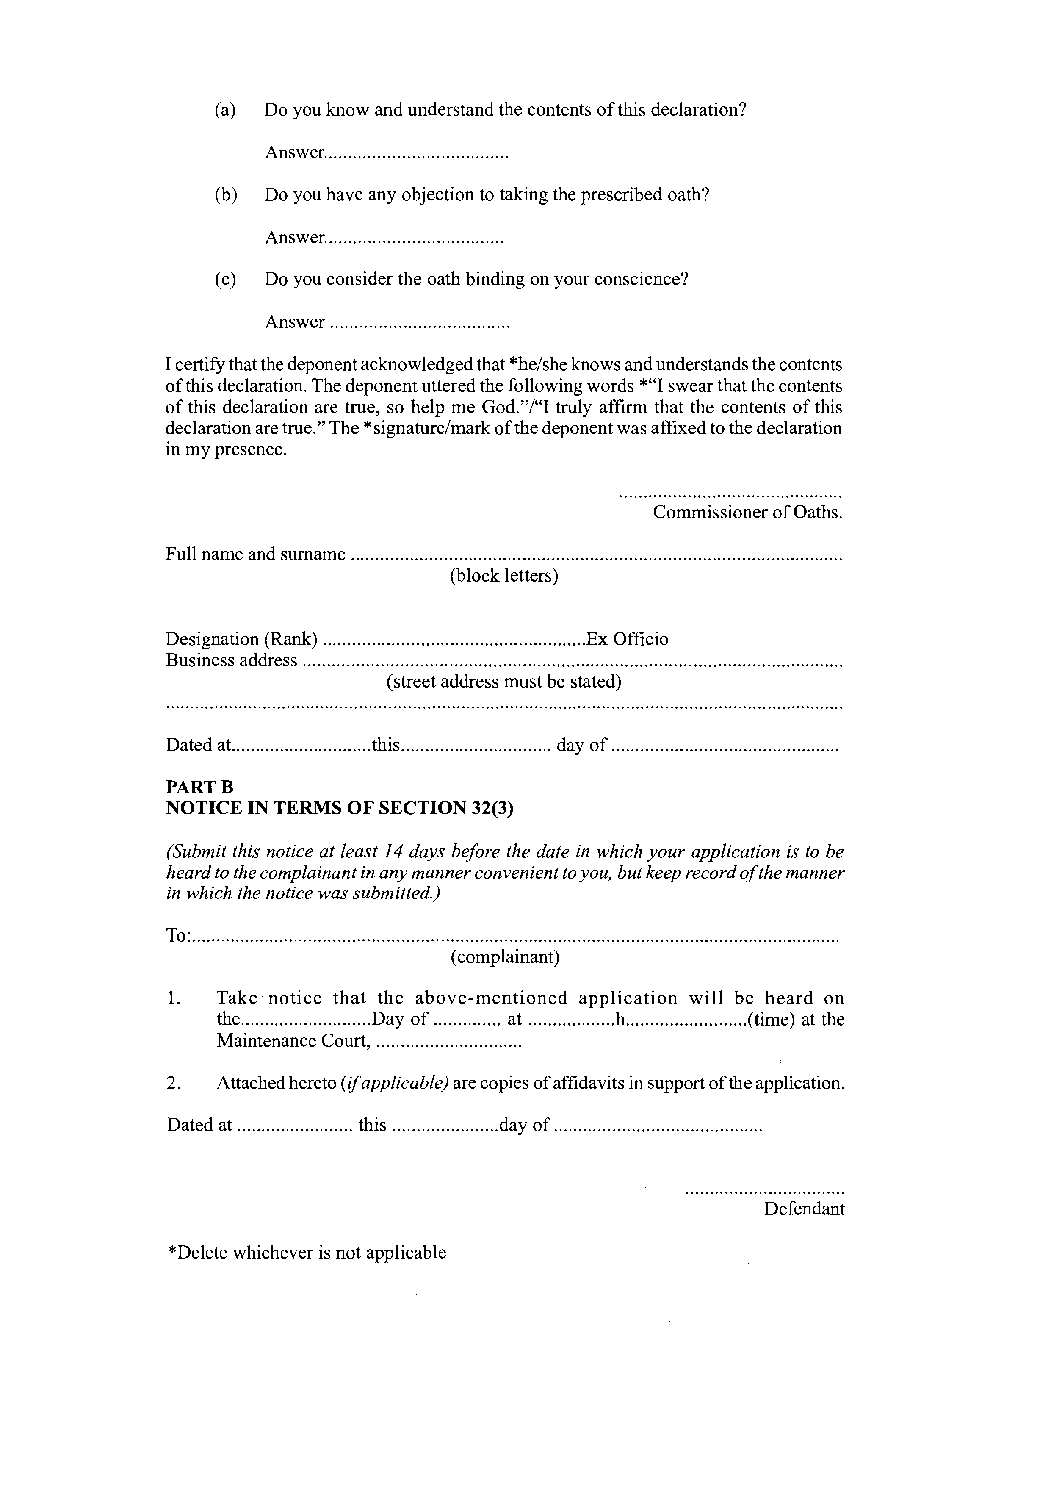 (a) Do you know and understand the contents of this declaration?
Answer......................................
(b) Do you have any objection to taking the prescribed oath?
Answer.....................................
(c) Do you consider the oath binding on your conscience?
Answer .....................................
I certify that the deponent acknowledged that *he/she knows and understands the contents
of this declaration. The deponent uttered the following words *“I swear that the contents
of this declaration are true, so help me God.”/“I truly affirm that the contents of this
declaration are true.” The *signature/mark of the deponent was affixed to the declaration
in my presence.
..............................................
Commissioner of Oaths.
Full name and surname .....................................................................................................
(block letters)
Designation (Rank) ......................................................Ex Officio
Business address ...............................................................................................................
(street address must be stated)
...........................................................................................................................................
Dated at.............................this............................... day of ...............................................
PART B
NOTICE IN TERMS OF SECTION 32(3)
(Submit this notice at least 14 days before the date in which your application is to be
heard to the complainant in any manner convenient to you, but keep record of the manner
in which the notice was submitted.)
To:.....................................................................................................................................
(complainant)
1. Take notice that the above-mentioned application will be heard on
the...........................Day of .............. at ..................h.........................(time) at the
Maintenance Court, ..............................
2. Attached hereto (if applicable) are copies of affidavits in support of the application.
Dated at ........................ this ......................day of ...........................................
.................................
Defendant
*Delete whichever is not applicable